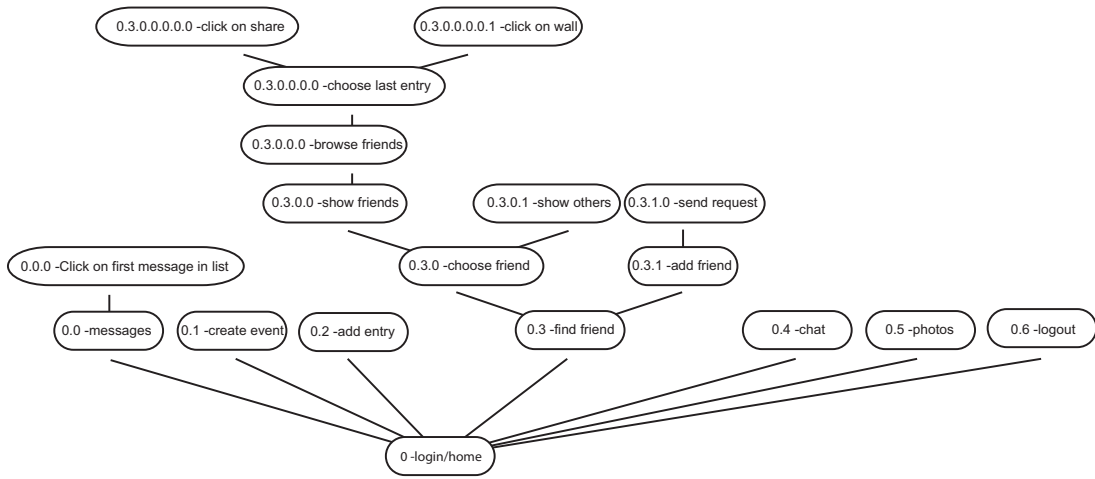 0.3.0.0.0.0.0 -click on share
0.3.0.0.0.0.1 -click on wall
0.3.0.0.0.0 -choose last entry
0.3.0.0.0 -browse friends
0.3.0.0 -show friends
0.3.0.1 -show others
0.3.1.0 -send request
0.0.0 -Click on first message in list
0.3.0 -choose friend
0.3.1 -add friend
0.0 -messages
0.1 -create event
0.2 -add entry
0.3 -find friend
0.4 -chat
0.5 -photos
0.6 -logout
0 -login/home